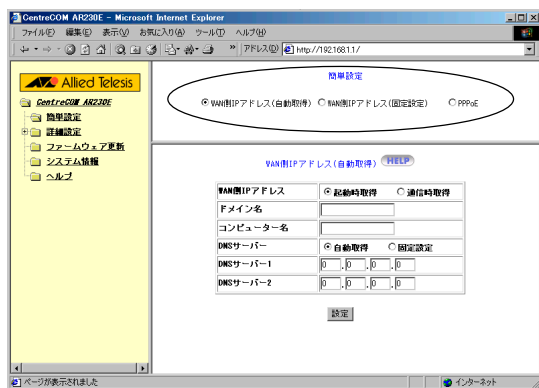 CentreCOM AR230E - Microsoft Internet Explorer
ファイル(F) 編集(E) 表示(V) お気に入り(A) ツール(T) ヘルプ(H)
アドレス(D) http://192.168.1.1/
Allied Telesis
CentreCOM AR230E
簡単設定
詳細設定
ファームウェア更新
システム情報
ヘルプ
簡単設定
WAN側IPアドレス(自動取得) WAN側IPアドレス(固定設定) PPPoE
WAN側IPアドレス(自動取得) HELP
WAN側IPアドレス 起動時取得 通信時取得
ドメイン名
コンピューター名
DNSサーバー 自動取得 固定設定
DNSサーバー1 0 . 0 . 0 . 0
DNSサーバー2 0 . 0 . 0 . 0
設定
ページが表示されました インターネット